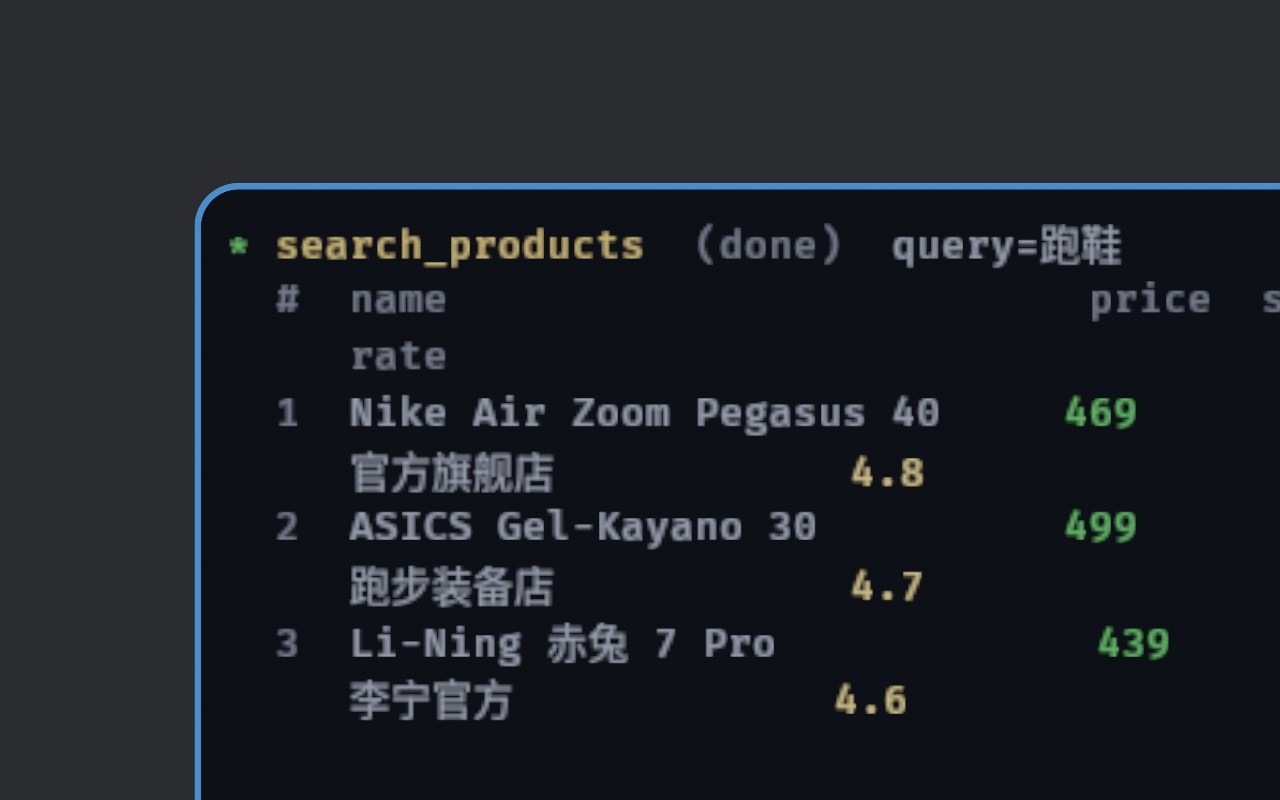 * search_products (done) query=跑鞋
# name price s
rate
1 Nike Air Zoom Pegasus 40 469
官方旗舰店 4.8
2 ASICS Gel-Kayano 30 499
跑步装备店 4.7
3 Li-Ning 赤兔 7 Pro 439
李宁官方 4.6